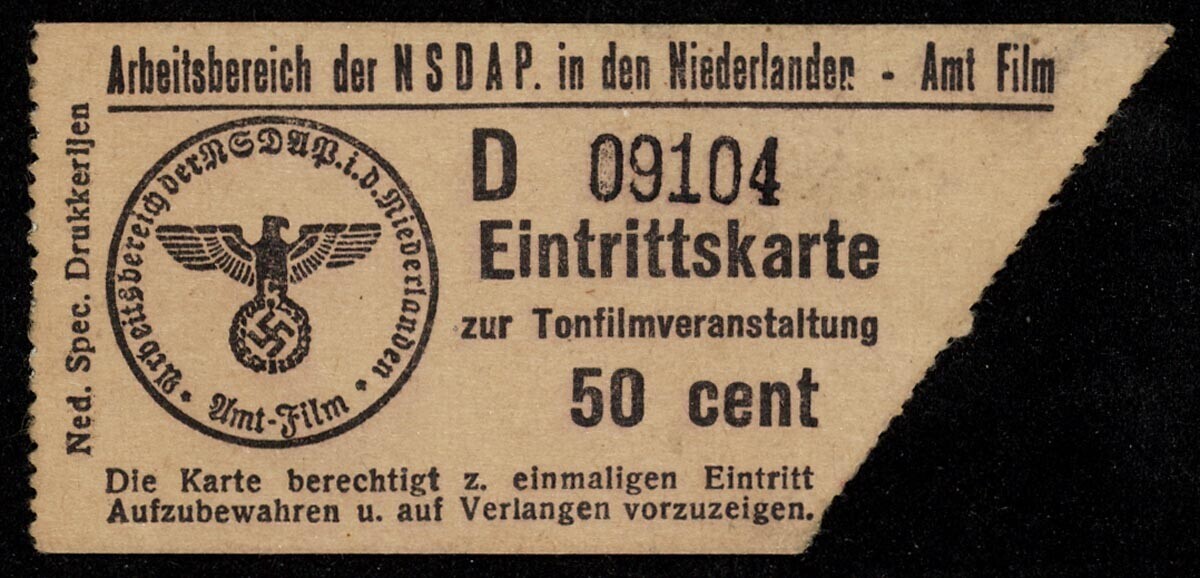 Arbeitsbereich der NSDAP. in den Niederlanden - Amt Film
Ned. Spec. Drukkerijen
Arbeitsbereich der NSDAP. i. d. Niederlanden
Amt-Film
D 09104
Eintrittskarte
zur Tonfilmveranstaltung
50 cent
Die Karte berechtigt z. einmaligen Eintritt
Aufzubewahren u. auf Verlangen vorzuzeigen.